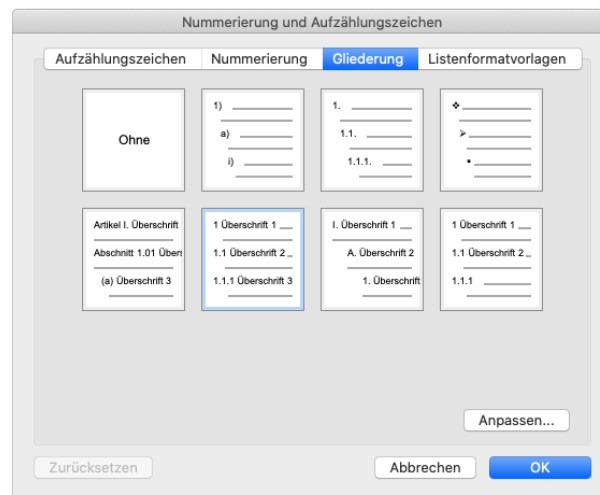 Nummerierung und Aufzählungszeichen
Aufzählungszeichen Nummerierung Gliederung Listenformatvorlagen
Ohne
1)
a)
i)
1.
1.1.
1.1.1.
Artikel I. Überschrift
Abschnitt 1.01 Übers
(a) Überschrift 3
1 Überschrift 1
1.1 Überschrift 2
1.1.1 Überschrift 3
I. Überschrift 1
A. Überschrift 2
1. Überschrift
1 Überschrift 1
1.1 Überschrift 2
1.1.1
Anpassen...
Zurücksetzen Abbrechen OK